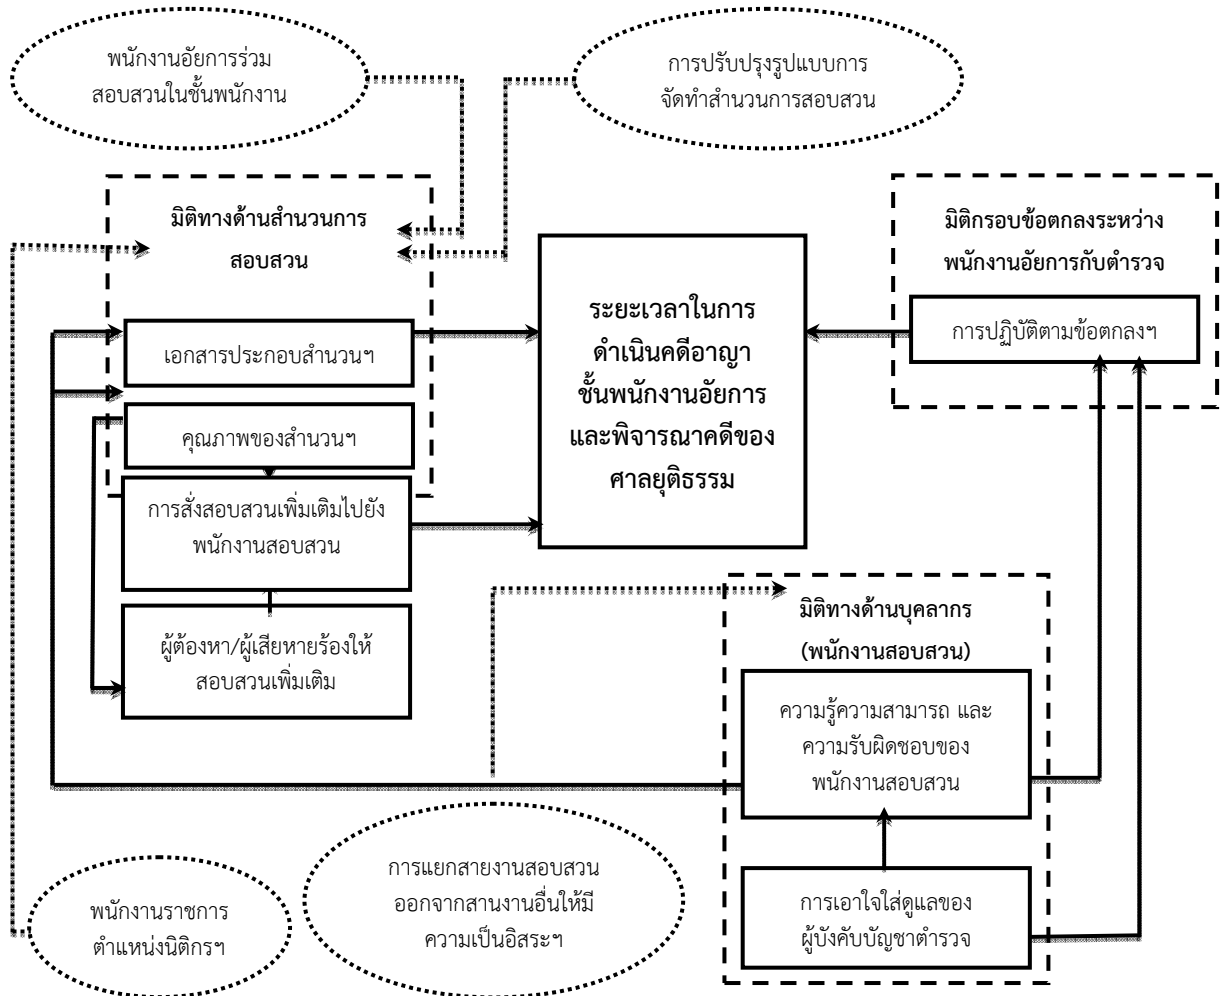 พนักงานอัยการร่วม
สอบสวนในชั้นพนักงาน
การปรับปรุงรูปแบบการ
จัดทำสำนวนการสอบสวน
มิติทางด้านสำนวนการ
สอบสวน
เอกสารประกอบสำนวนฯ
คุณภาพของสำนวนฯ
การสั่งสอบสวนเพิ่มเติมไปยัง
พนักงานสอบสวน
ผู้ต้องหา/ผู้เสียหายร้องให้
สอบสวนเพิ่มเติม
ระยะเวลาในการ
ดำเนินคดีอาญา
ชั้นพนักงานอัยการ
และพิจารณาคดีของ
ศาลยุติธรรม
มิติกรอบข้อตกลงระหว่าง
พนักงานอัยการกับตำรวจ
การปฏิบัติตามข้อตกลงฯ
มิติทางด้านบุคลากร
(พนักงานสอบสวน)
ความรู้ความสามารถ และ
ความรับผิดชอบของ
พนักงานสอบสวน
การเอาใจใส่ดูแลของ
ผู้บังคับบัญชาตำรวจ
การแยกสายงานสอบสวน
ออกจากสานงานอื่นให้มี
ความเป็นอิสระฯ
พนักงานราชการ
ตำแหน่งนิติกรฯ